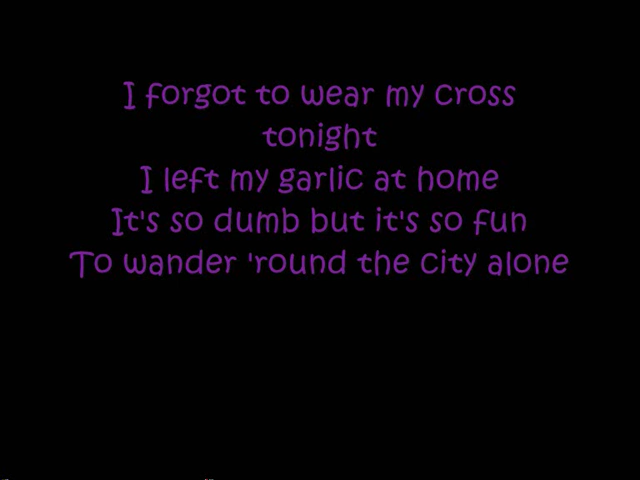 I forgot to wear my cross
tonight
I left my garlic at home
It's so dumb but it's so fun
To wander 'round the city alone